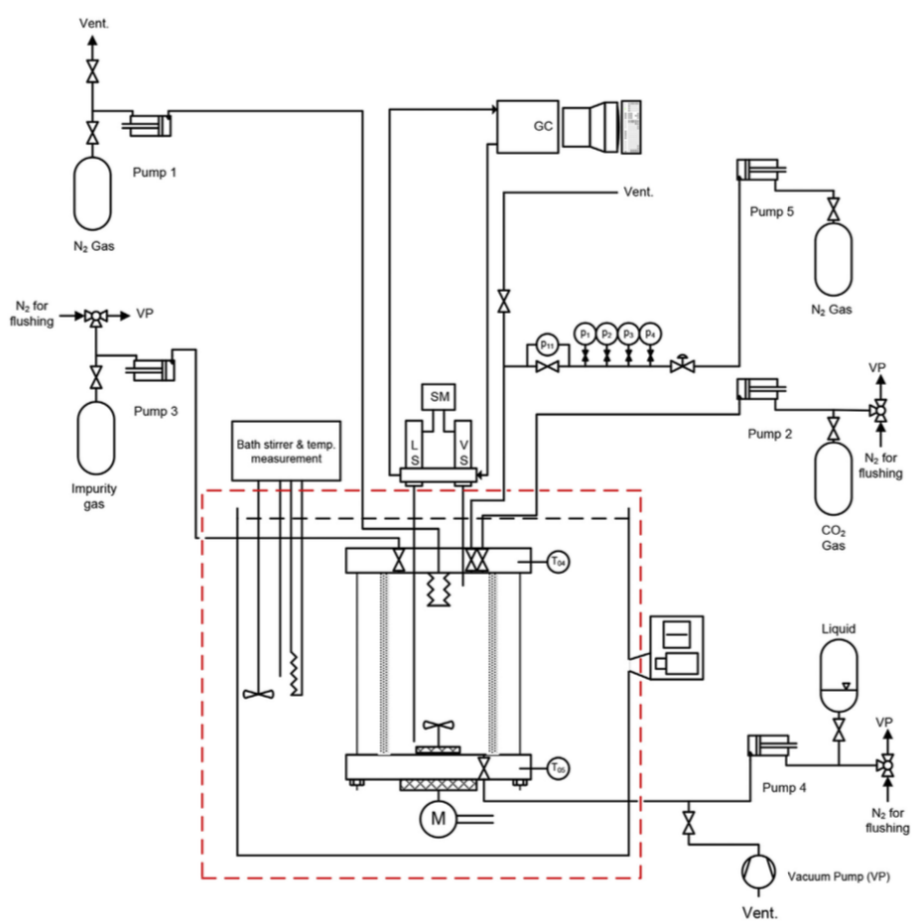 Vent.
Pump 1
N₂ Gas
GC
Vent.
Pump 5
N₂ Gas
N₂ for
flushing
VP
Pump 3
Impurity
gas
P₁₁
P₁
P₂
P₃
P₄
SM
L
S
V
S
Bath stirrer & temp.
measurement
Pump 2
VP
N₂ for
flushing
CO₂
Gas
T₀₄
Liquid
VP
T₀₅
Pump 4
N₂ for
flushing
M
Vacuum Pump (VP)
Vent.